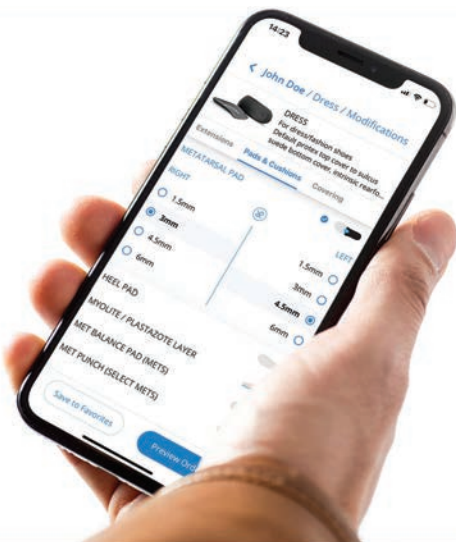 14:23
John Doe / Dress / Modifications
DRESS
For dress/fashion shoes
Default protex top cover to sulcus
suede bottom cover, intrinsic rearfo...
Extensions Pads & Cushions Covering
METATARSAL PAD
RIGHT LEFT
1.5mm 1.5mm
3mm 3mm
4.5mm 4.5mm
6mm 6mm
HEEL PAD
MYOLITE / PLASTAZOTE LAYER
MET BALANCE PAD (METS)
MET PUNCH (SELECT METS)
Save to Favorites Preview Ord